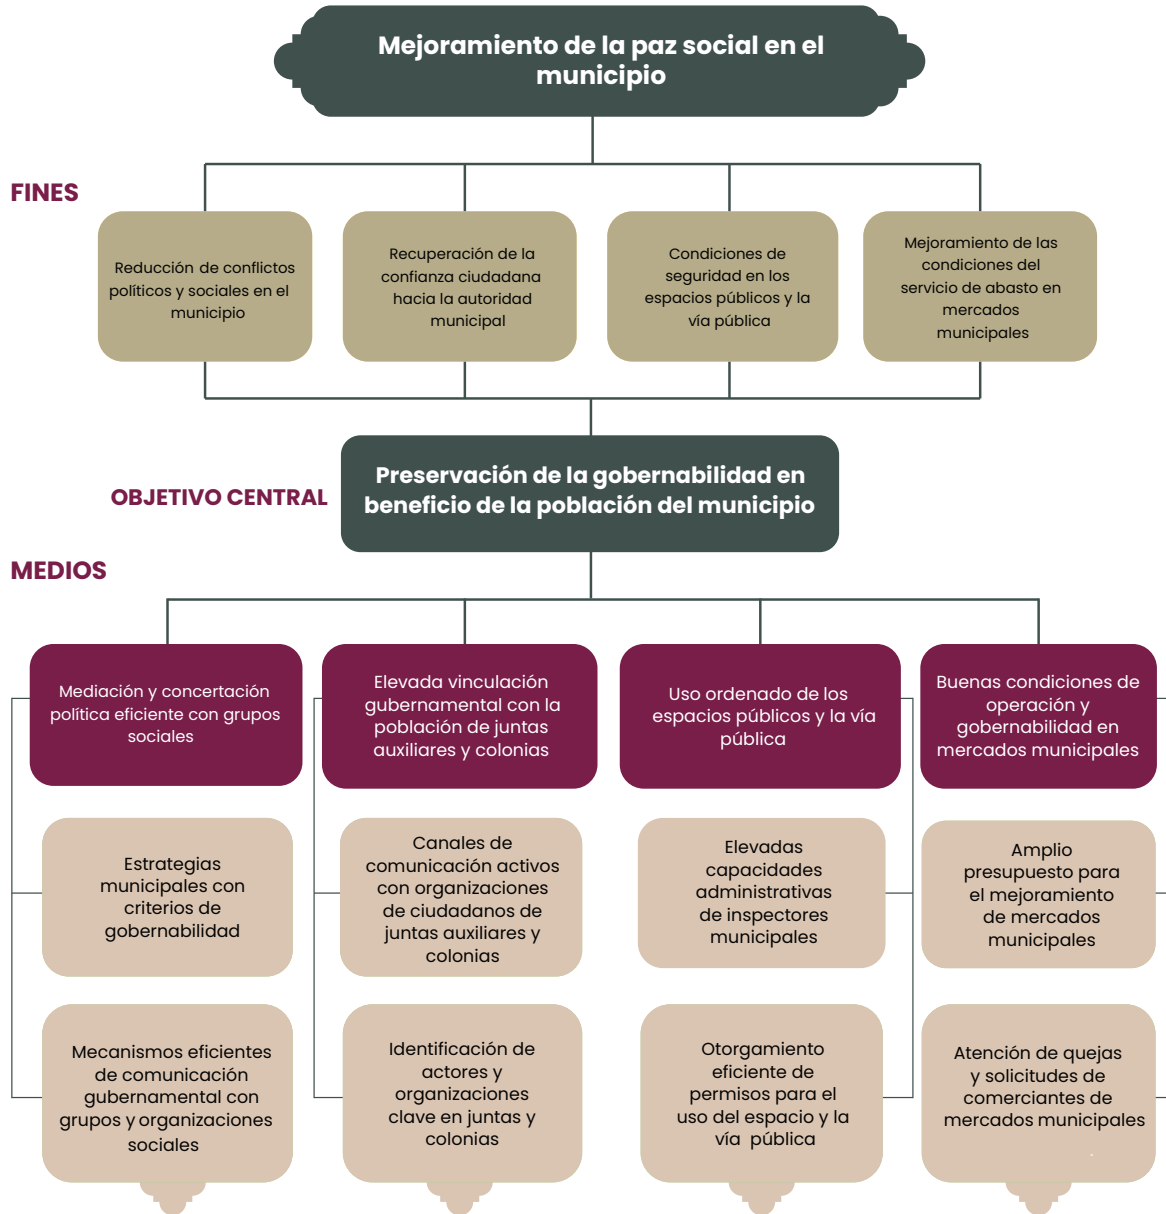 Mejoramiento de la paz social en el
municipio
FINES
Reducción de conflictos
políticos y sociales en el
municipio
Recuperación de la
confianza ciudadana
hacia la autoridad
municipal
Condiciones de
seguridad en los
espacios públicos y la
vía pública
Mejoramiento de las
condiciones del
servicio de abasto en
mercados
municipales
OBJETIVO CENTRAL
Preservación de la gobernabilidad en
beneficio de la población del municipio
MEDIOS
Mediación y concertación
política eficiente con grupos
sociales
Elevada vinculación
gubernamental con la
población de juntas
auxiliares y colonias
Uso ordenado de los
espacios públicos y la vía
pública
Buenas condiciones de
operación y
gobernabilidad en
mercados municipales
Estrategias
municipales con
criterios de
gobernabilidad
Canales de
comunicación activos
con organizaciones
de ciudadanos de
juntas auxiliares y
colonias
Elevadas
capacidades
administrativas
de inspectores
municipales
Amplio
presupuesto para
el mejoramiento
de mercados
municipales
Mecanismos eficientes
de comunicación
gubernamental con
grupos y organizaciones
sociales
Identificación de
actores y
organizaciones
clave en juntas y
colonias
Otorgamiento
eficiente de
permisos para el
uso del espacio y la
vía pública
Atención de quejas
y solicitudes de
comerciantes de
mercados municipales